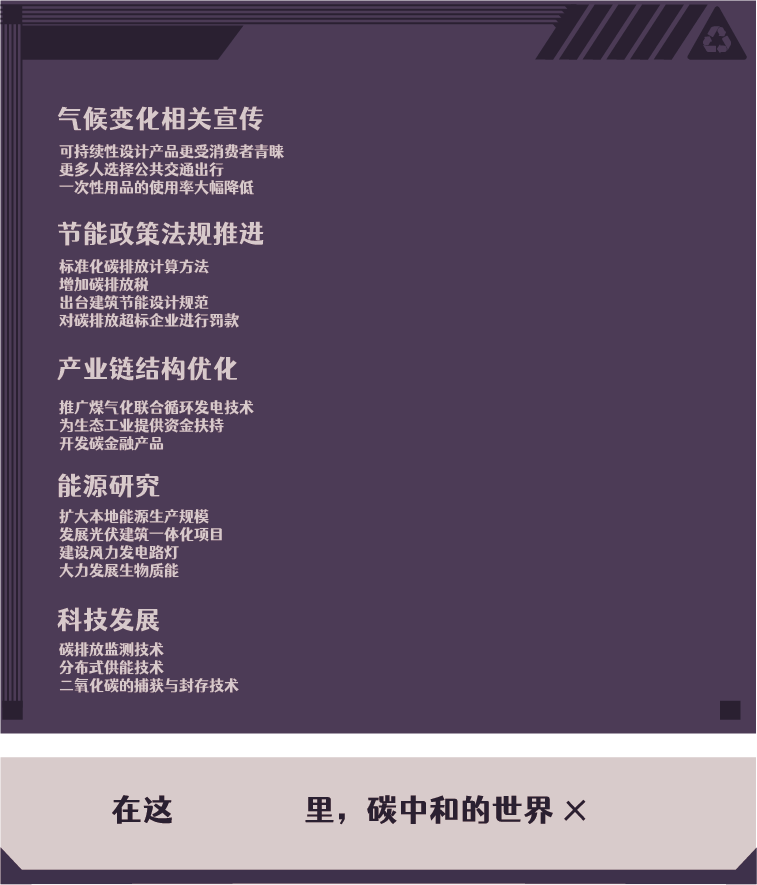 气候变化相关宣传
可持续性设计产品更受消费者青睐
更多人选择公共交通出行
一次性用品的使用率大幅降低
节能政策法规推进
标准化碳排放计算方法
增加碳排放税
出台建筑节能设计规范
对碳排放超标企业进行罚款
产业链结构优化
推广煤气化联合循环发电技术
为生态工业提供资金扶持
开发碳金融产品
能源研究
扩大本地能源生产规模
发展光伏建筑一体化项目
建设风力发电路灯
大力发展生物质能
科技发展
碳排放监测技术
分布式供能技术
二氧化碳的捕获与封存技术
在这 里，碳中和的世界 ×